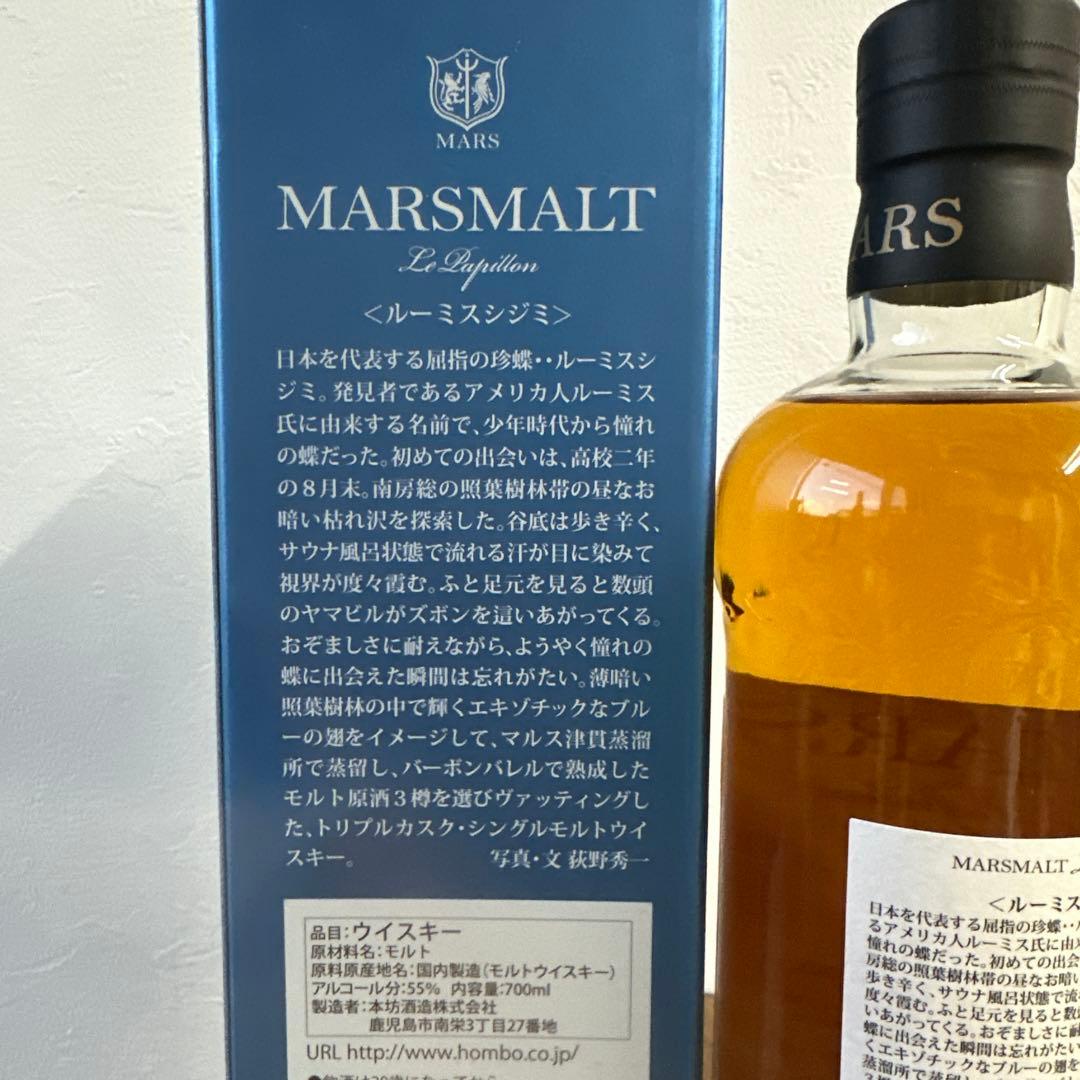 MARS
MARSMALT
Le Papillon
<ルーミスシジミ>
日本を代表する屈指の珍蝶‥ルーミスシ
ジミ。発見者であるアメリカ人ルーミス
氏に由来する名前で、少年時代から憧れ
の蝶だった。初めての出会いは、高校二年
の8月末。南房総の照葉樹林帯の昼なお
暗い枯れ沢を探索した。谷底は歩き辛く、
サウナ風呂状態で流れる汗が目に染みて
視界が度々霞む。ふと足元を見ると数頭
のヤマビルがズボンを這いあがってくる。
おぞましさに耐えながら、ようやく憧れの
蝶に出会えた瞬間は忘れがたい。薄暗い
照葉樹林の中で輝くエキゾチックなブル
ーの翅をイメージして、マルス津貫蒸溜
所で蒸留し、バーボンバレルで熟成した
モルト原酒3樽を選びヴァッティングし
た、トリプルカスク・シングルモルトウイ
スキー。 写真・文 荻野秀一
品目:ウイスキー
原材料名:モルト
原料原産地名:国内製造(モルトウイスキー)
アルコール分:55% 内容量:700ml
製造者:本坊酒造株式会社
鹿児島市南栄3丁目27番地
URL http://www.hombo.co.jp/
ARS
MARSMALT
<ルーミス
日本を代表する屈指の珍蝶‥
るアメリカ人ルーミス氏に由
憧れの蝶だった。初めての出会
房総の照葉樹林帯の昼なお暗い
歩き辛く、サウナ風呂状態で流
度々霞む。ふと足元を見ると数
いあがってくる。おぞましさに耐
蝶に出会えた瞬間は忘れがたい
くエキゾチックなブルーの翅を
蒸溜所で蒸留し